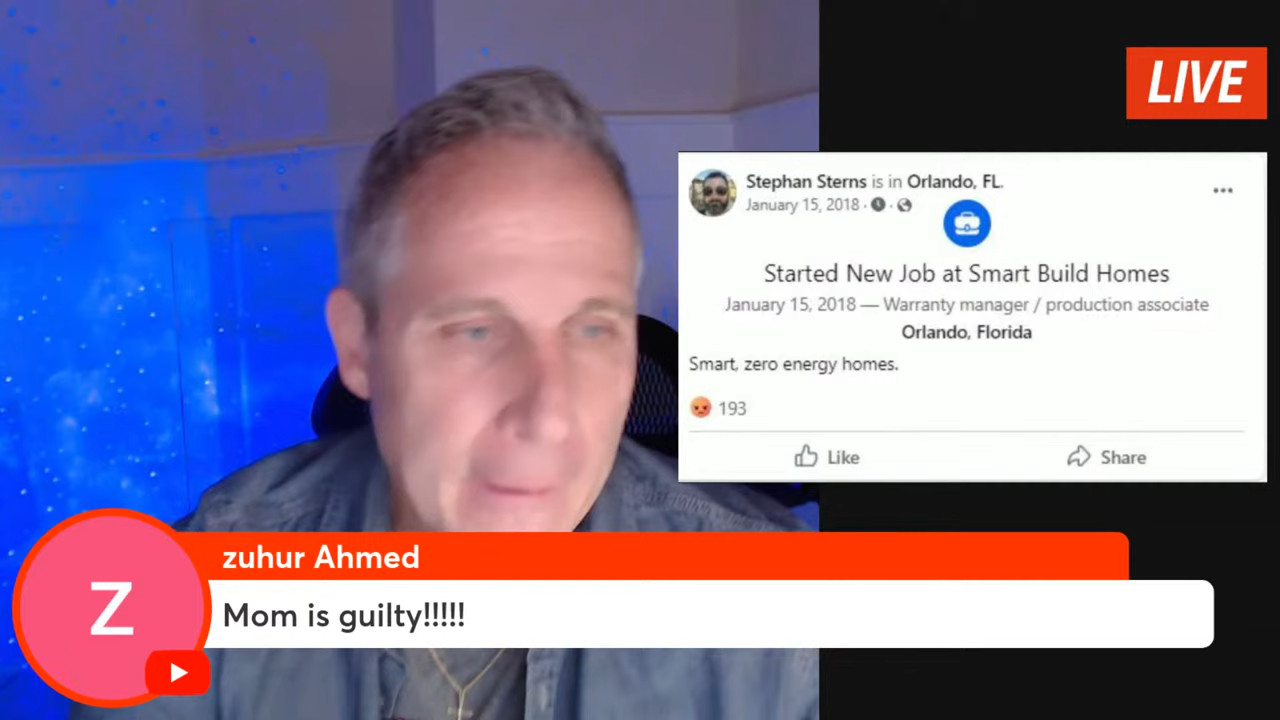 LIVE
Stephan Sterns is in Orlando, FL.
January 15, 2018 ·
Started New Job at Smart Build Homes
January 15, 2018 — Warranty manager / production associate
Orlando, Florida
Smart, zero energy homes.
193
Like
Share
Z
zuhur Ahmed
Mom is guilty!!!!!